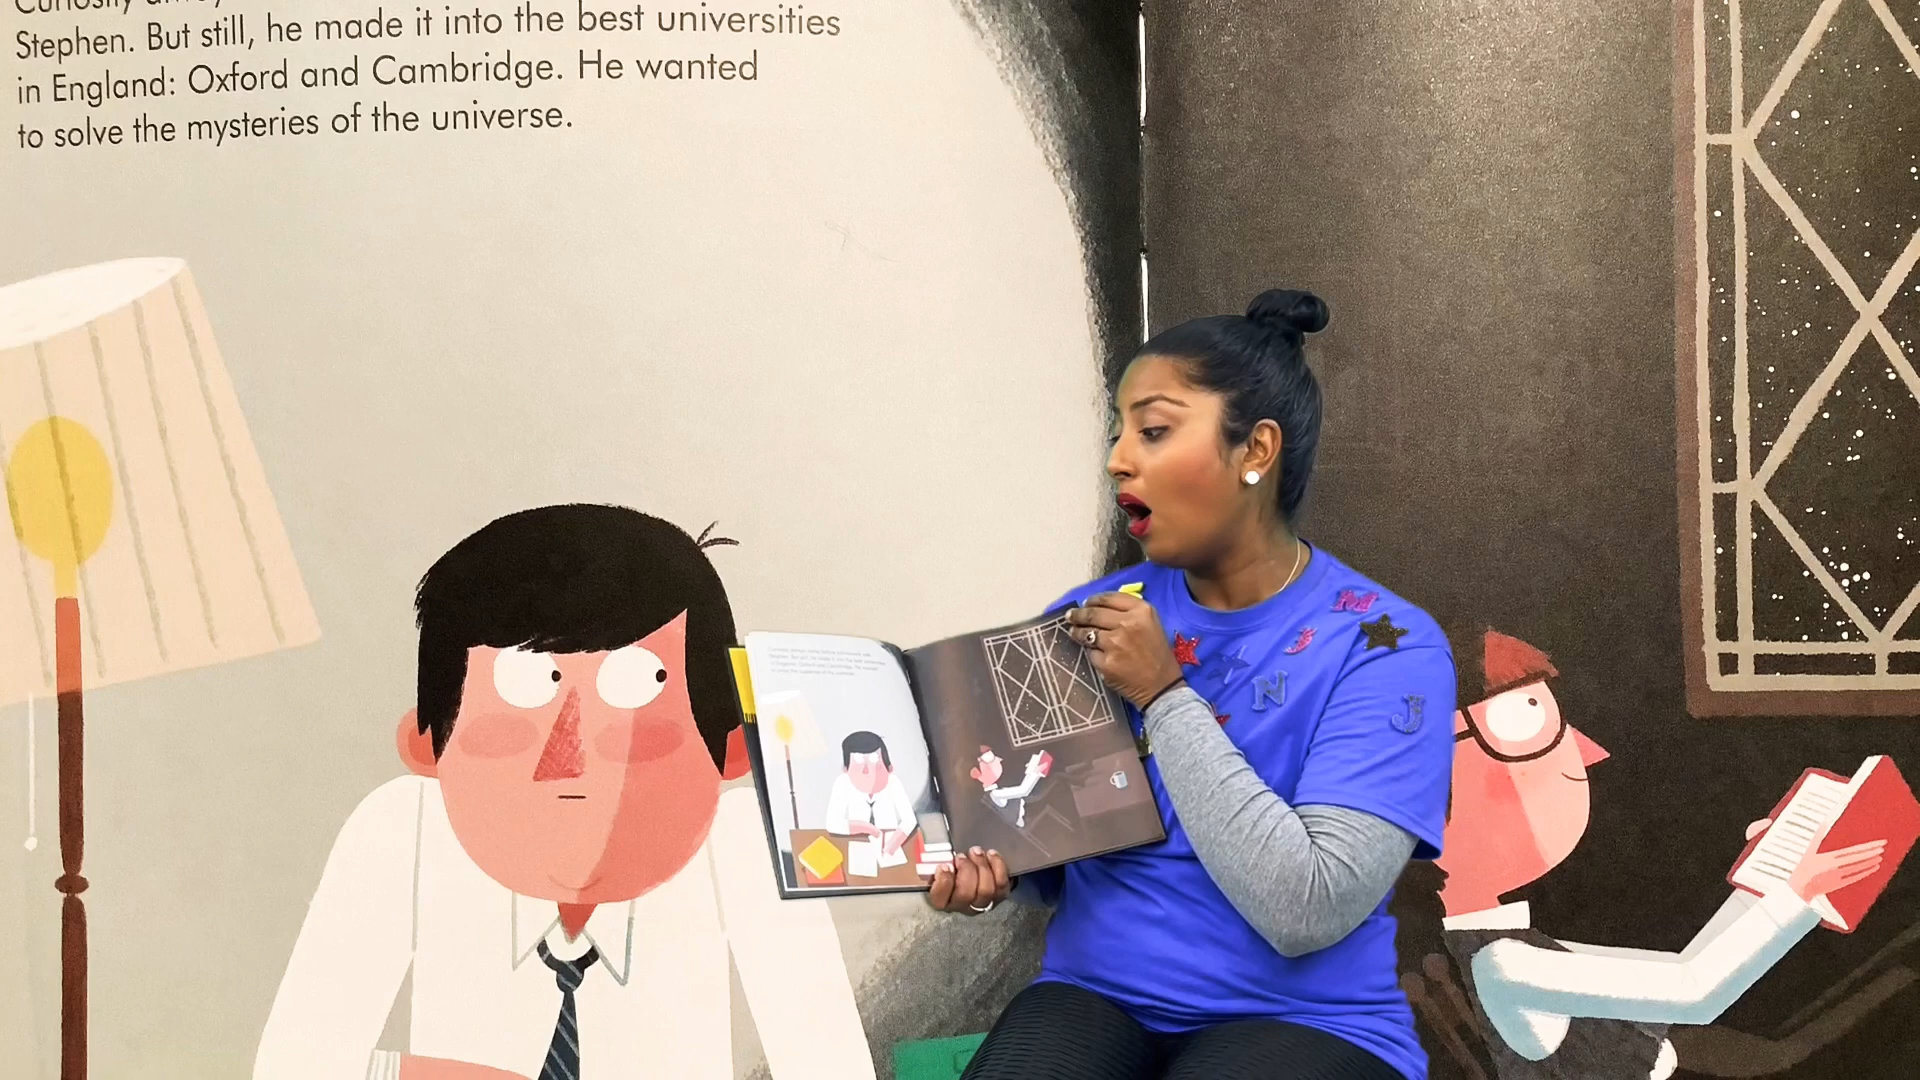 Curiosity
Stephen. But still, he made it into the best universities
in England: Oxford and Cambridge. He wanted
to solve the mysteries of the universe.
M
J
N
J